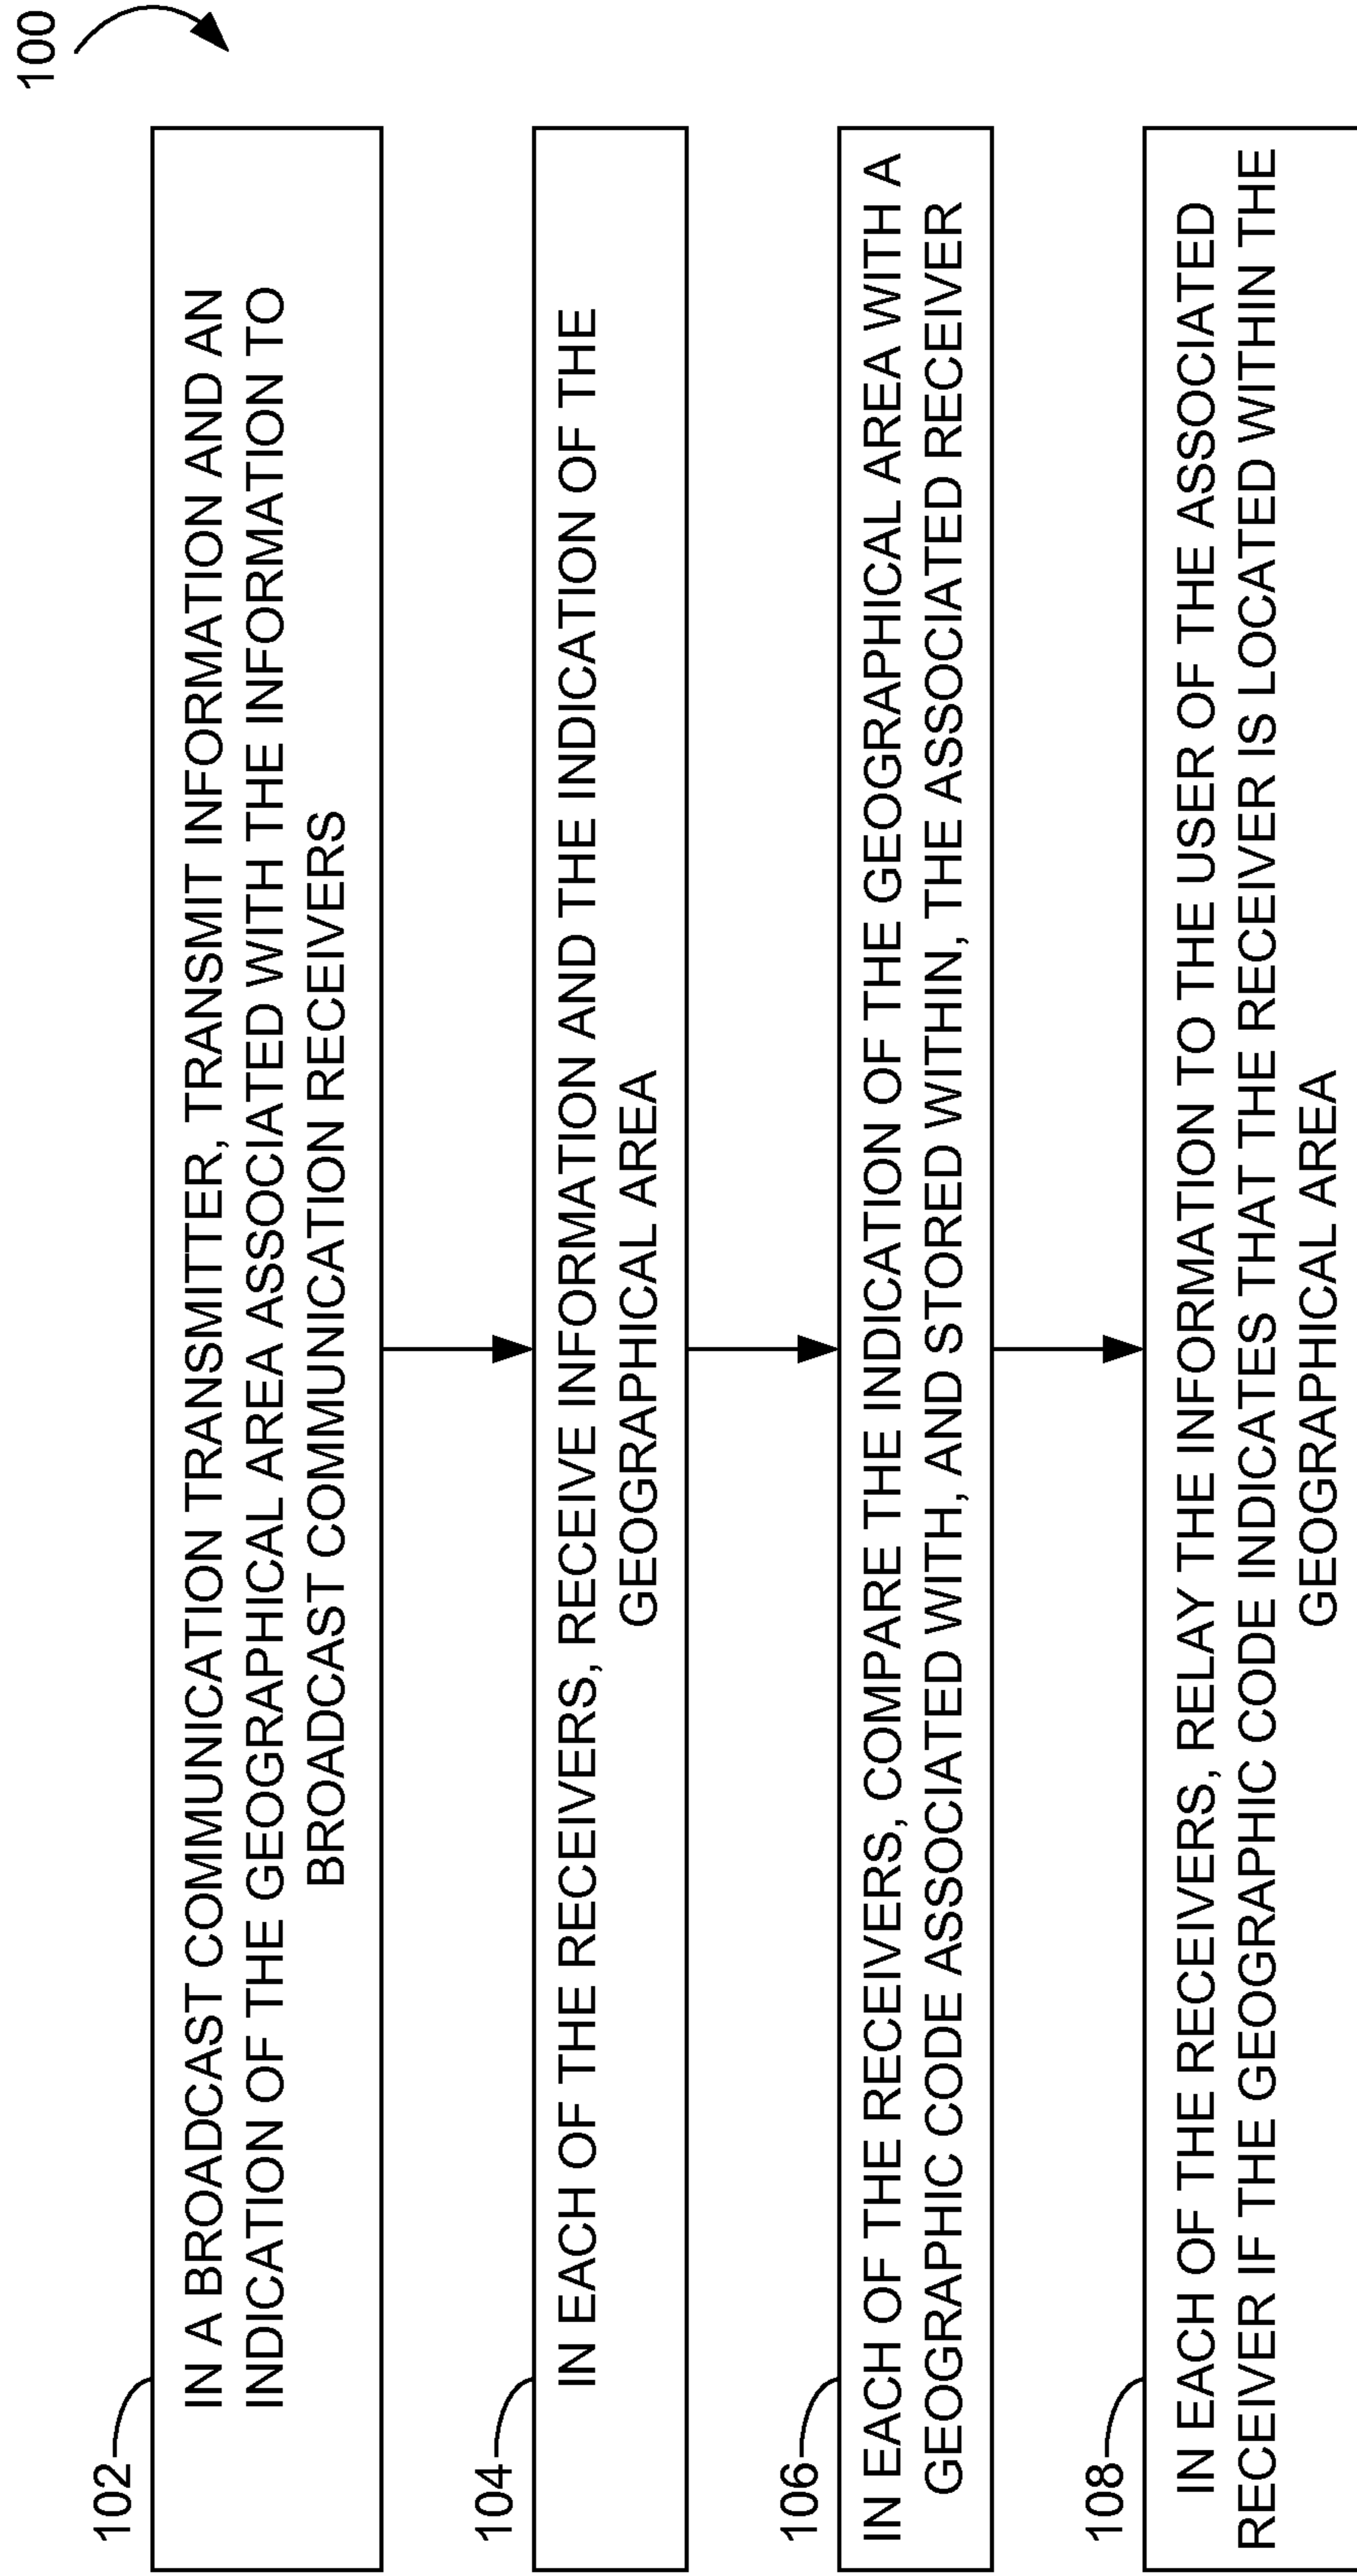 100
102
IN A BROADCAST COMMUNICATION TRANSMITTER, TRANSMIT INFORMATION AND AN
INDICATION OF THE GEOGRAPHICAL AREA ASSOCIATED WITH THE INFORMATION TO
BROADCAST COMMUNICATION RECEIVERS
104
IN EACH OF THE RECEIVERS, RECEIVE INFORMATION AND THE INDICATION OF THE
GEOGRAPHICAL AREA
106
IN EACH OF THE RECEIVERS, COMPARE THE INDICATION OF THE GEOGRAPHICAL AREA WITH A
GEOGRAPHIC CODE ASSOCIATED WITH, AND STORED WITHIN, THE ASSOCIATED RECEIVER
108
IN EACH OF THE RECEIVERS, RELAY THE INFORMATION TO THE USER OF THE ASSOCIATED
RECEIVER IF THE GEOGRAPHIC CODE INDICATES THAT THE RECEIVER IS LOCATED WITHIN THE
GEOGRAPHICAL AREA